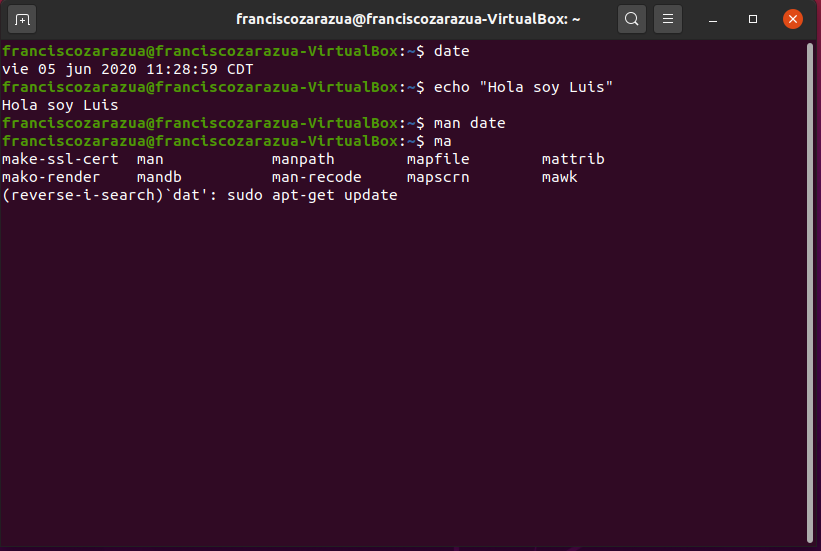 franciscozarazua@franciscozarazua-VirtualBox: ~
franciscozarazua@franciscozarazua-VirtualBox:~$ date
vie 05 jun 2020 11:28:59 CDT
franciscozarazua@franciscozarazua-VirtualBox:~$ echo "Hola soy Luis"
Hola soy Luis
franciscozarazua@franciscozarazua-VirtualBox:~$ man date
franciscozarazua@franciscozarazua-VirtualBox:~$ ma
make-ssl-cert  man            manpath        mapfile        mattrib
mako-render    mandb          man-recode     mapscrn        mawk
(reverse-i-search)`dat': sudo apt-get update